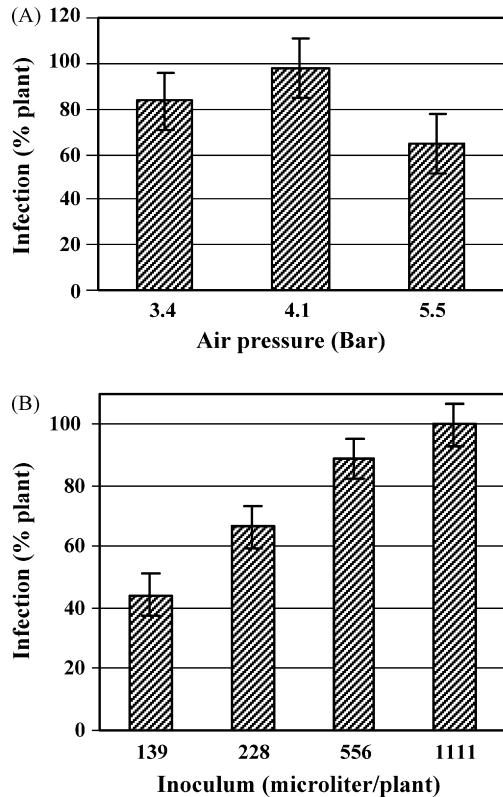 (A)
120
100
80
60
40
20
0
Infection (% plant)
3.4 4.1 5.5
Air pressure (Bar)
(B)
100
80
60
40
20
0
Infection (% plant)
139 228 556 1111
Inoculum (microliter/plant)